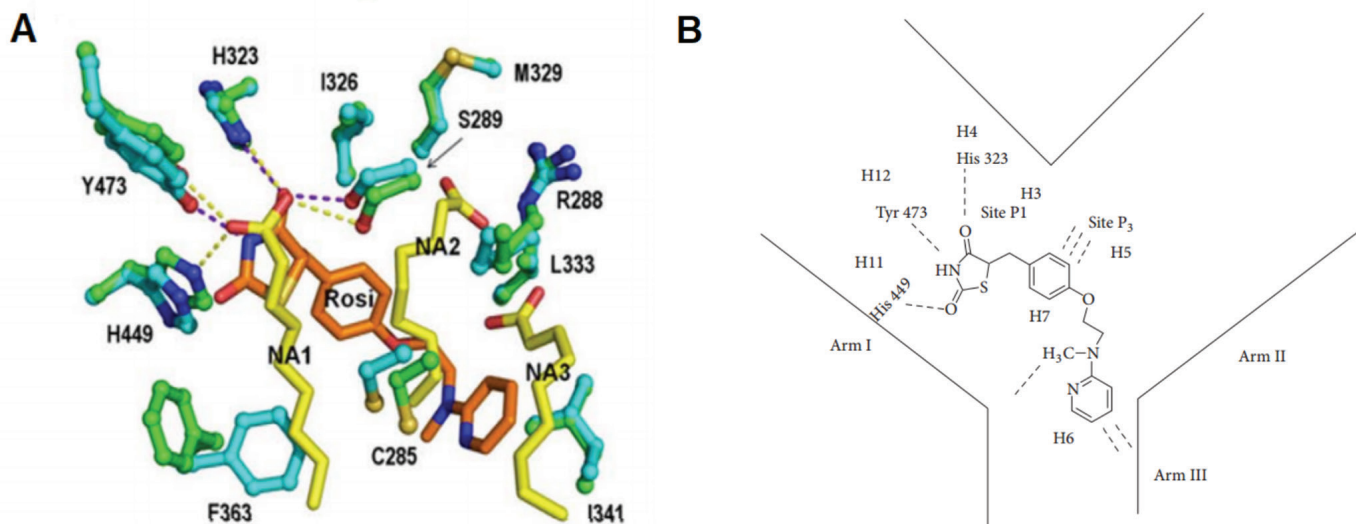 A
H323
I326
M329
S289
Y473
R288
NA2
L333
Rosi
H449
NA1
NA3
C285
F363
I341
B
H4
His 323
H12
H3
Tyr 473
Site P1
O
Site P3
H5
H11
HN
S
His 449
O
O
H7
Arm I
H3C
N
Arm II
N
H6
Arm III